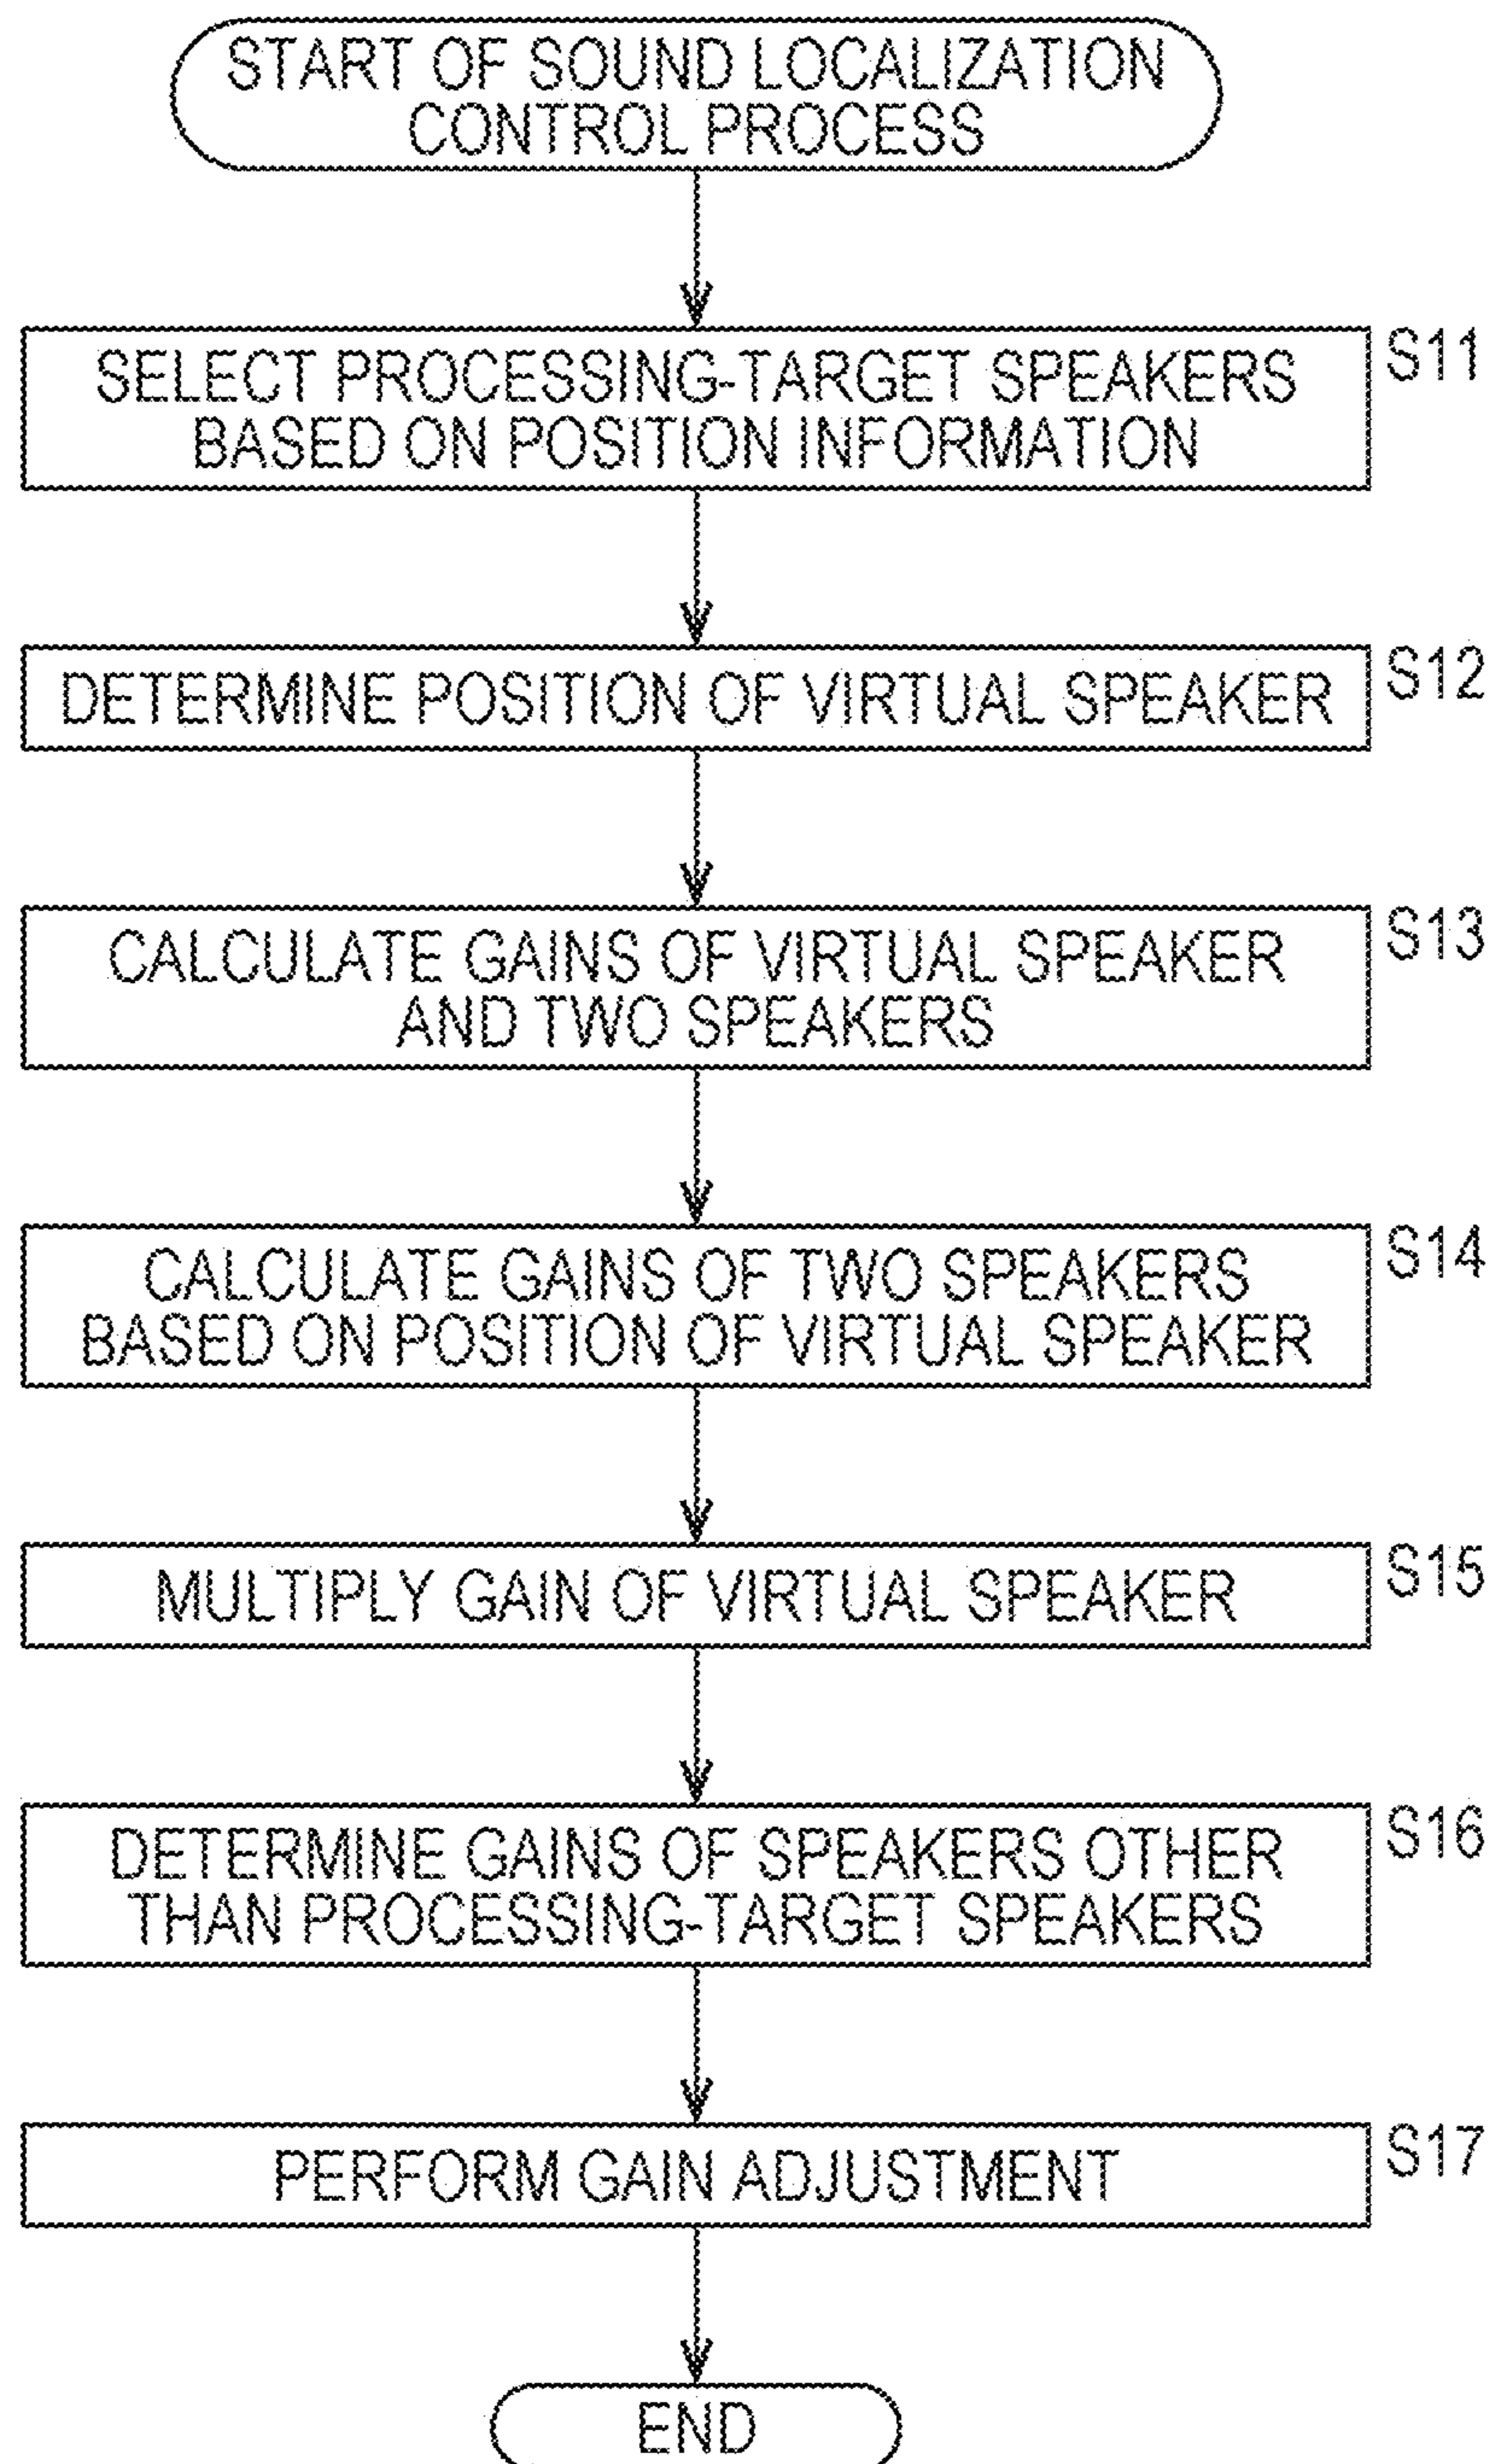 START OF SOUND LOCALIZATION
CONTROL PROCESS
SELECT PROCESSING-TARGET SPEAKERS
BASED ON POSITION INFORMATION
S11
DETERMINE POSITION OF VIRTUAL SPEAKER
S12
CALCULATE GAINS OF VIRTUAL SPEAKER
AND TWO SPEAKERS
S13
CALCULATE GAINS OF TWO SPEAKERS
BASED ON POSITION OF VIRTUAL SPEAKER
S14
MULTIPLY GAIN OF VIRTUAL SPEAKER
S15
DETERMINE GAINS OF SPEAKERS OTHER
THAN PROCESSING-TARGET SPEAKERS
S16
PERFORM GAIN ADJUSTMENT
S17
END